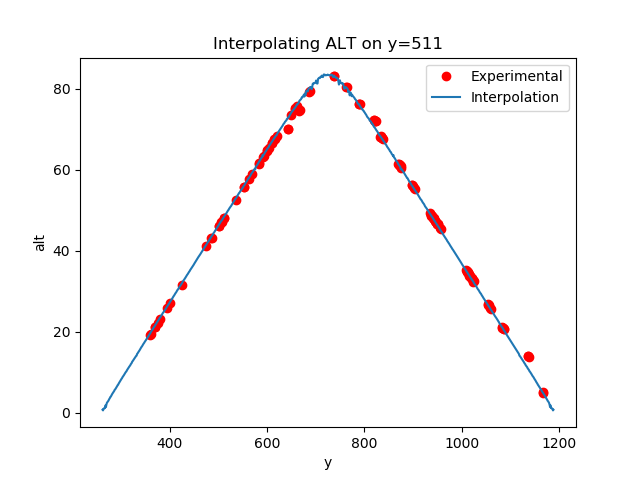 Interpolating ALT on y=511
Experimental
Interpolation
80
60
40
20
0
alt
400 600 800 1000 1200
y